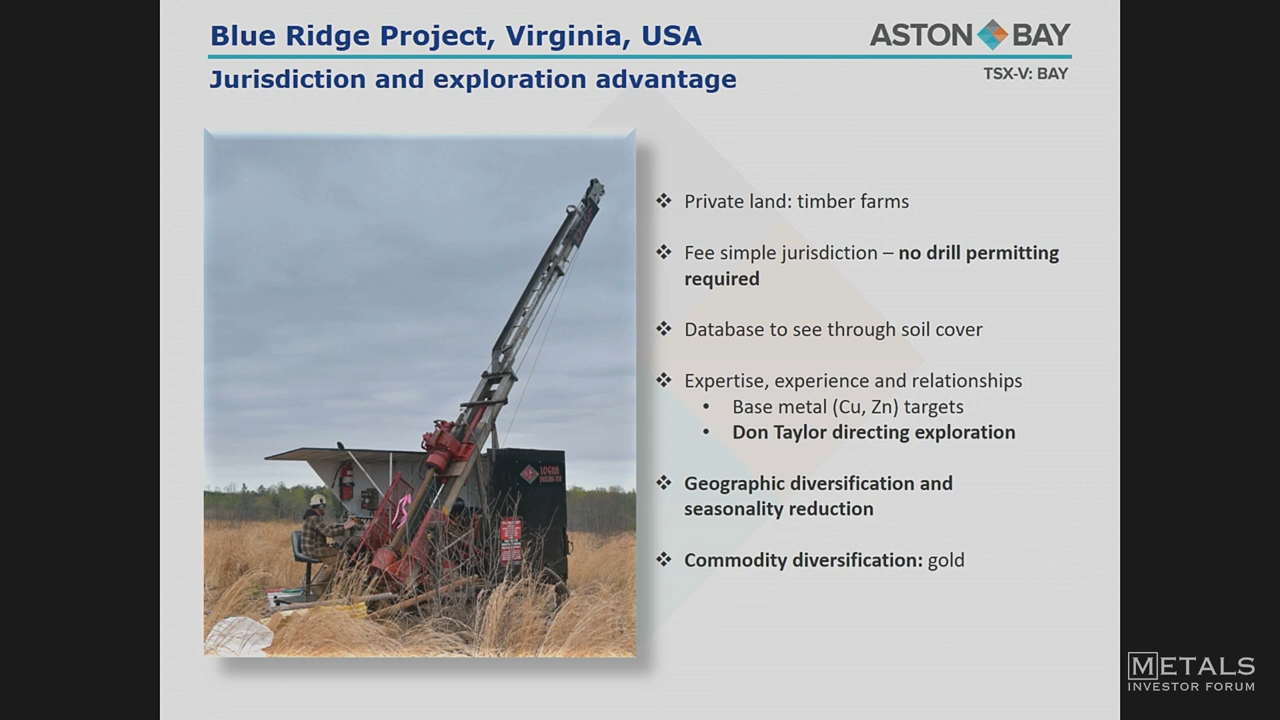 Blue Ridge Project, Virginia, USA
ASTON BAY
Jurisdiction and exploration advantage
TSX-V: BAY
❖ Private land: timber farms
❖ Fee simple jurisdiction – no drill permitting
required
❖ Database to see through soil cover
❖ Expertise, experience and relationships
• Base metal (Cu, Zn) targets
• Don Taylor directing exploration
❖ Geographic diversification and
seasonality reduction
❖ Commodity diversification: gold
LOGAN
METALS
INVESTOR FORUM